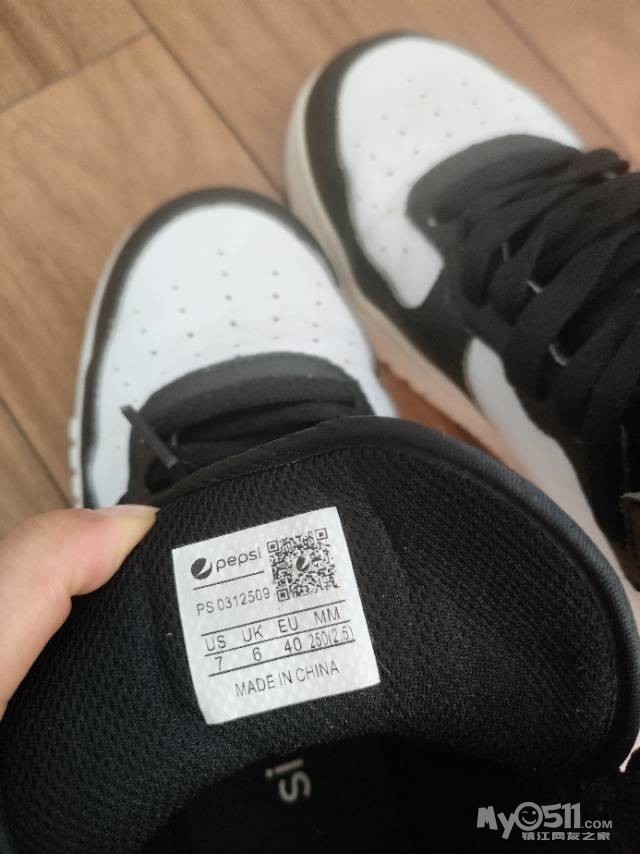 pepsi
PS 0312509
US UK EU MM
7 6 40 250(2.5)
MADE IN CHINA
si
My0511.COM
镇江网友之家